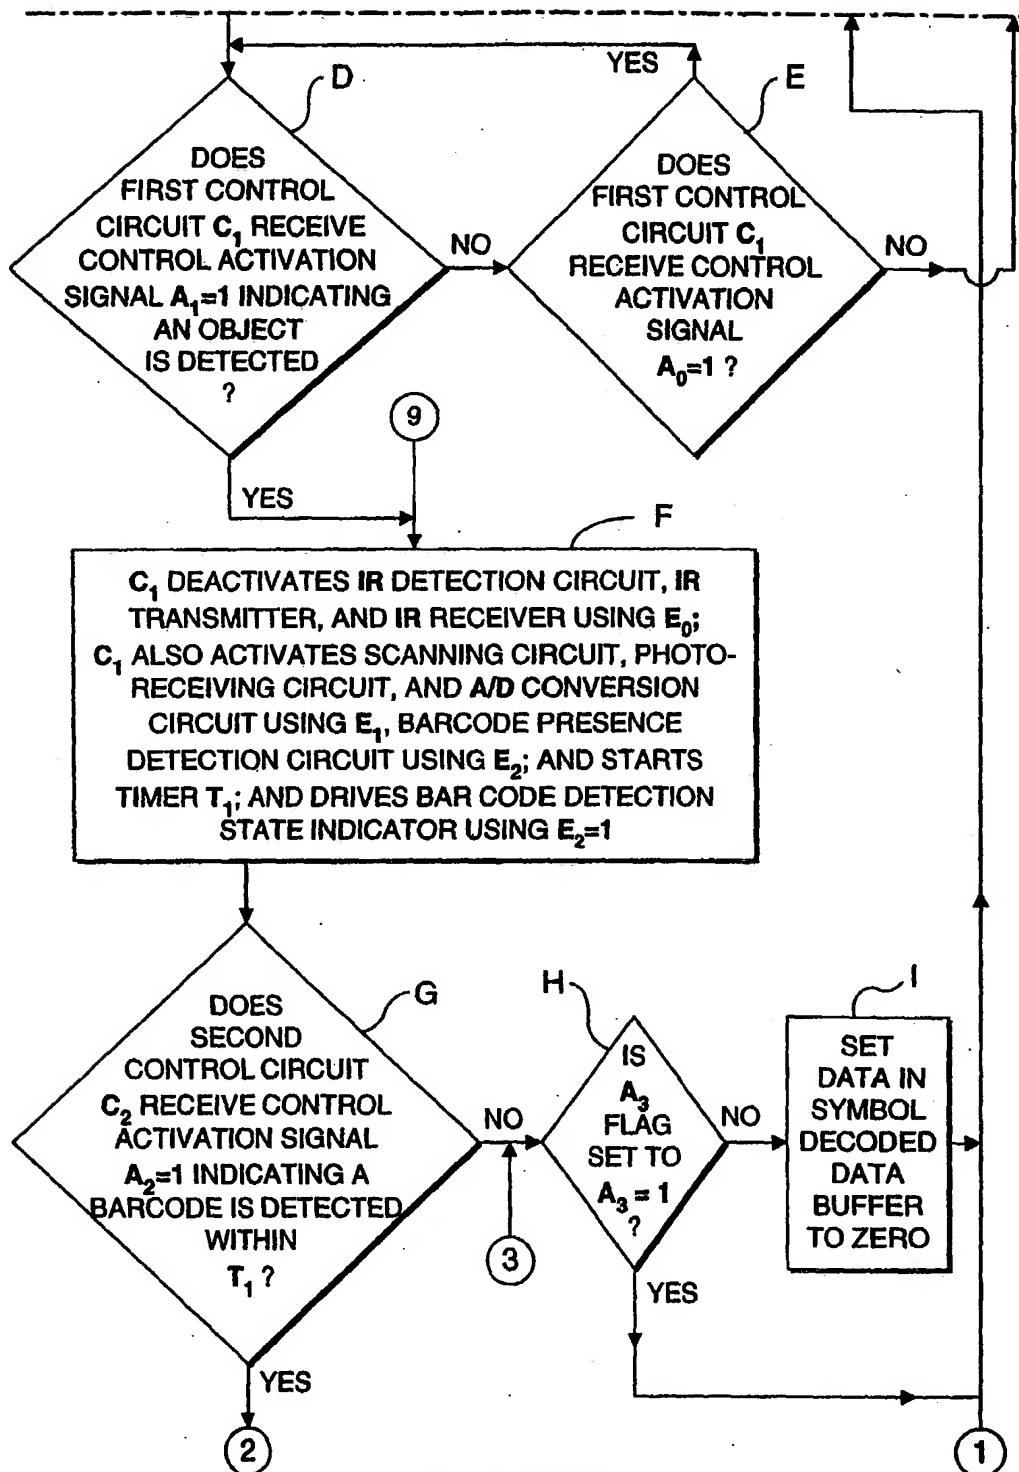 YES
D
DOES
FIRST CONTROL
CIRCUIT C₁ RECEIVE
CONTROL ACTIVATION
SIGNAL A₁=1 INDICATING
AN OBJECT
IS DETECTED
?
NO
YES
E
DOES
FIRST CONTROL
CIRCUIT C₁
RECEIVE CONTROL
ACTIVATION
SIGNAL
A₀=1 ?
NO
9
F
C₁ DEACTIVATES IR DETECTION CIRCUIT, IR
TRANSMITTER, AND IR RECEIVER USING E₀;
C₁ ALSO ACTIVATES SCANNING CIRCUIT, PHOTO-
RECEIVING CIRCUIT, AND A/D CONVERSION
CIRCUIT USING E₁, BARCODE PRESENCE
DETECTION CIRCUIT USING E₂; AND STARTS
TIMER T₁; AND DRIVES BAR CODE DETECTION
STATE INDICATOR USING E₂=1
G
DOES
SECOND
CONTROL CIRCUIT
C₂ RECEIVE CONTROL
ACTIVATION SIGNAL
A₂=1 INDICATING A
BARCODE IS DETECTED
WITHIN
T₁ ?
NO
YES
2
3
H
IS
A₃
FLAG
SET TO
A₃ = 1
?
NO
YES
I
SET
DATA IN
SYMBOL
DECODED
DATA
BUFFER
TO ZERO
1